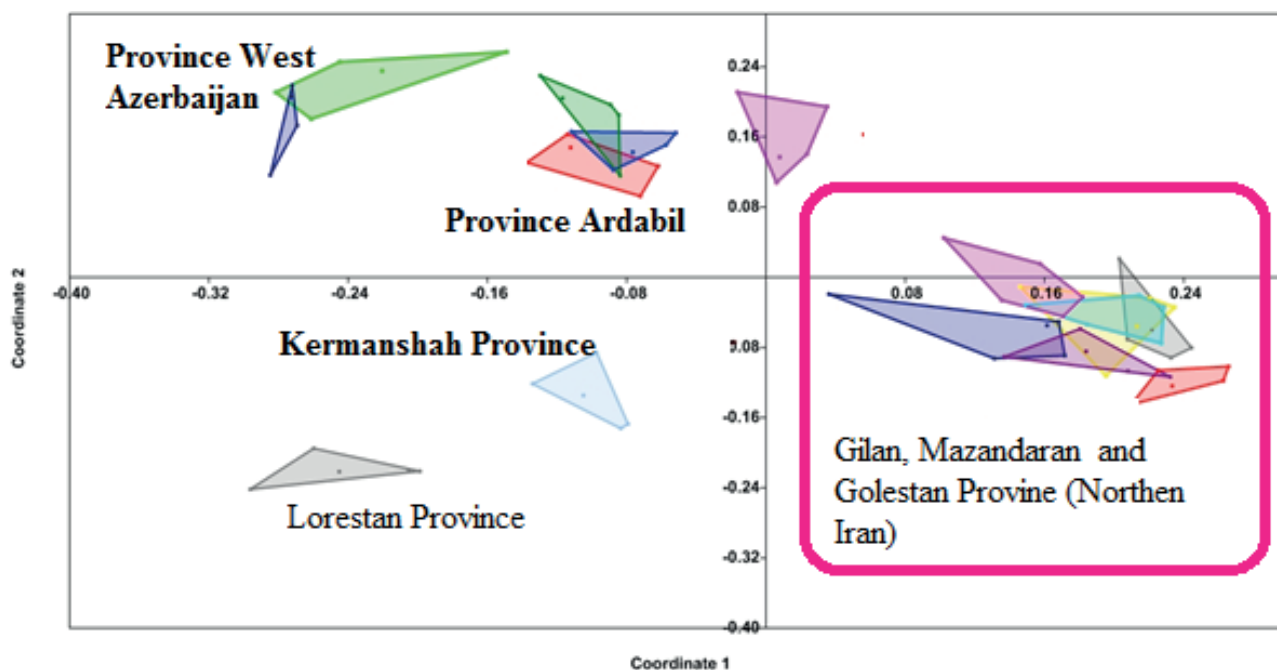 Province West
Azerbaijan
0.24
0.16
Province Ardabil
0.08
-0.40
-0.32
-0.24
-0.16
-0.08
0.08
0.16
0.24
Coordinate 2
Kermanshah Province
0.08
-0.16
Gilan, Mazandaran and
Golestan Provine (Northen
Iran)
-0.24
Lorestan Province
-0.32
-0.40
Coordinate 1